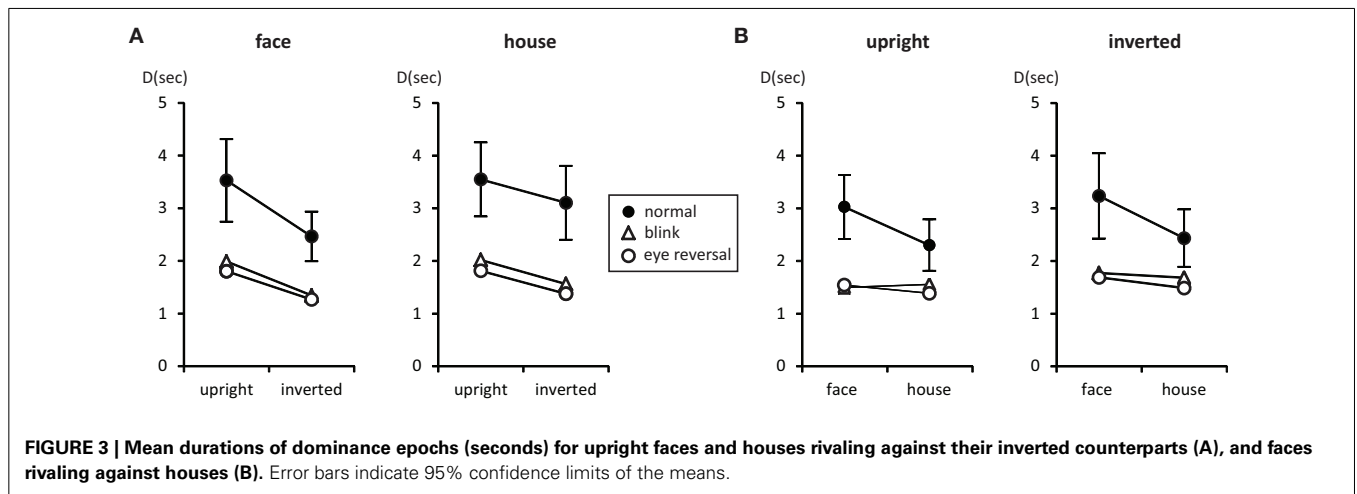 A
face
house
B
upright
inverted
D(sec)
D(sec)
D(sec)
D(sec)
5
4
3
2
1
0
upright
inverted
5
4
3
2
1
0
upright
inverted
normal
blink
eye reversal
5
4
3
2
1
0
face
house
5
4
3
2
1
0
face
house
FIGURE 3 | Mean durations of dominance epochs (seconds) for upright faces and houses rivaling against their inverted counterparts (A), and faces
rivaling against houses (B). Error bars indicate 95% confidence limits of the means.